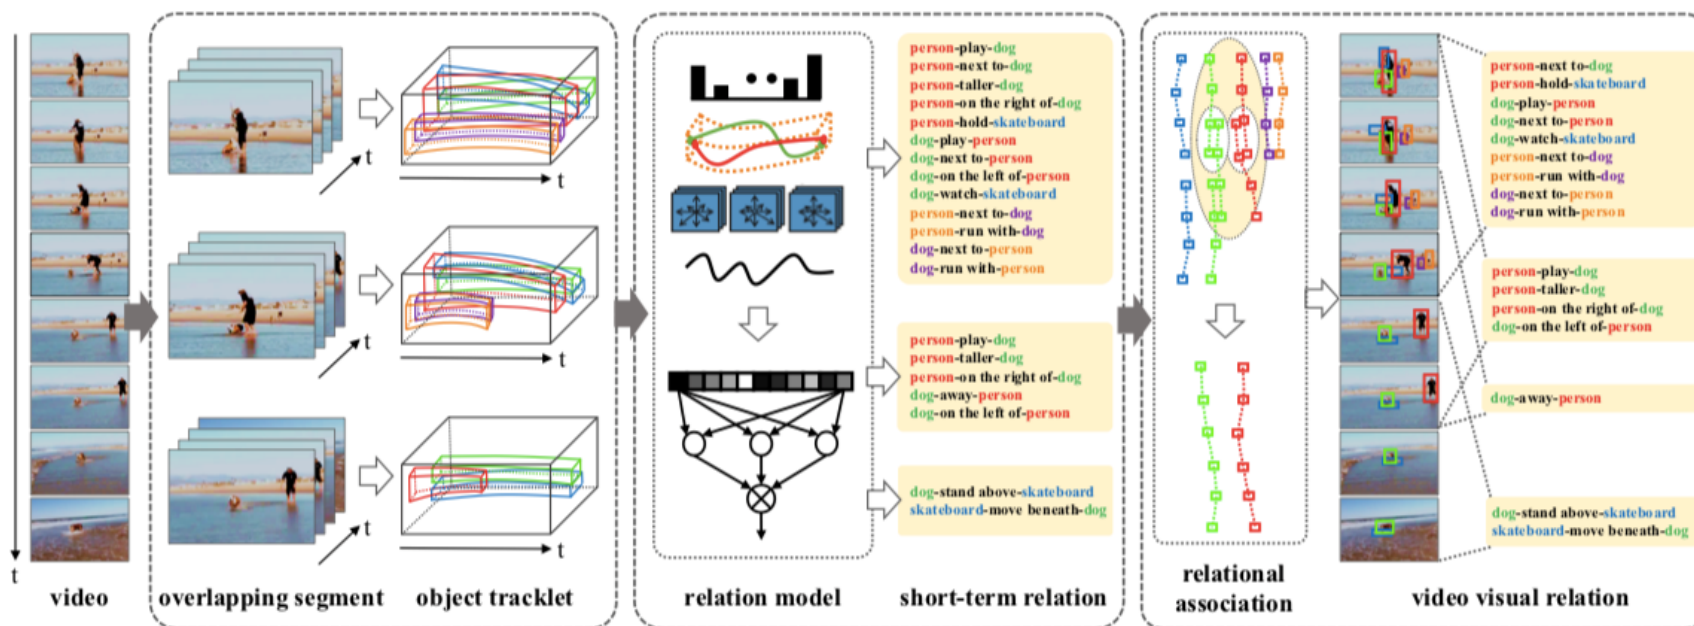 t
video
t
t
t
t
t
t
overlapping segment
object tracklet
relation model
person-play-dog
person-next to-dog
person-taller-dog
person-on the right of-dog
person-hold-skateboard
dog-play-person
dog-next to-person
dog-on the left of-person
dog-watch-skateboard
person-next to-dog
person-run with-dog
dog-next to-person
dog-run with-person
person-play-dog
person-taller-dog
person-on the right of-dog
dog-away-person
dog-on the left of-person
dog-stand above-skateboard
skateboard-move beneath-dog
short-term relation
relational
association
person-next to-dog
person-hold-skateboard
dog-play-person
dog-next to-person
dog-watch-skateboard
person-next to-dog
person-run with-dog
dog-next to-person
dog-run with-person
person-play-dog
person-taller-dog
person-on the right of-dog
dog-on the left of-person
dog-away-person
dog-stand above-skateboard
skateboard-move beneath-dog
video visual relation